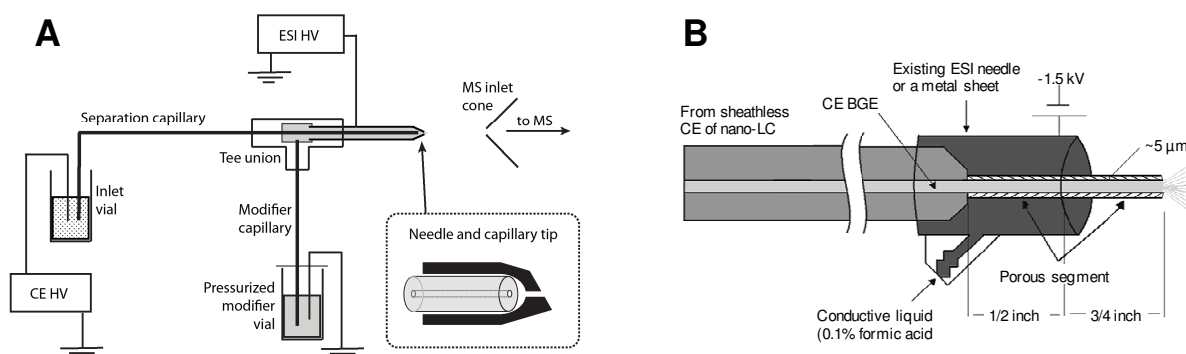 A
ESI HV
MS inlet
cone
to MS
Separation capillary
Tee union
Inlet
vial
Modifier
capillary
Needle and capillary tip
CE HV
Pressurized
modifier
vial
B
Existing ESI needle
or a metal sheet
-1.5 kV
From sheathless
CE of nano-LC
CE BGE
~5 μm
Porous segment
Conductive liquid
(0.1% formic acid
1/2 inch
3/4 inch